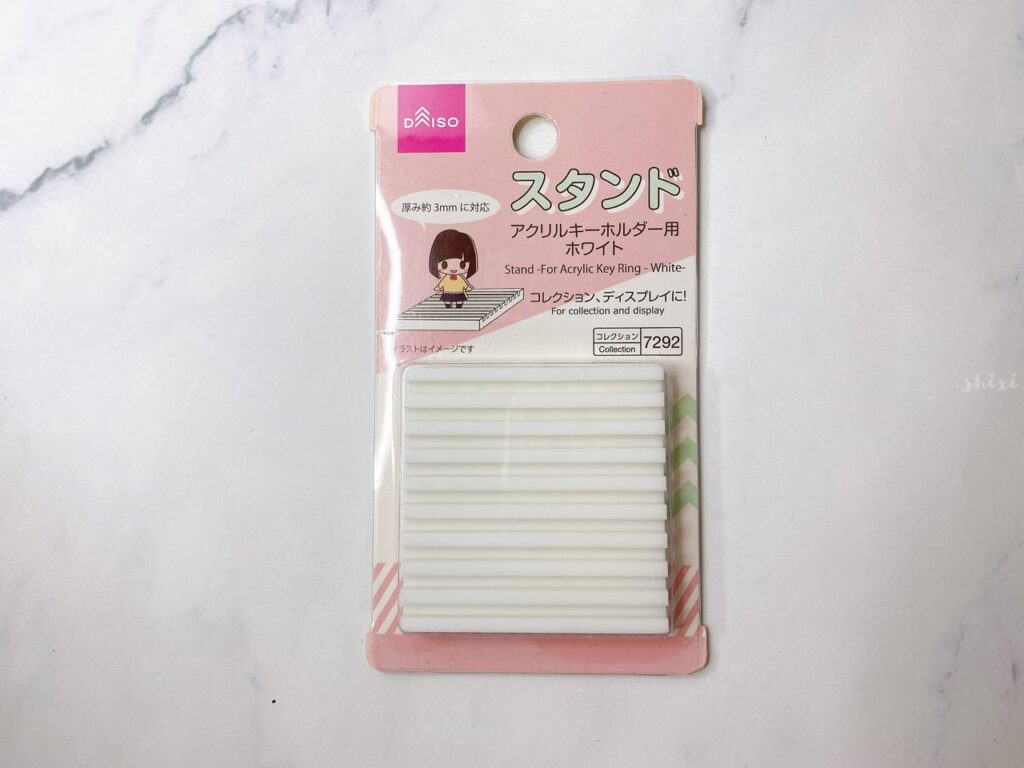 DAISO
スタンド
厚み約3mmに対応
アクリルキーホルダー用
ホワイト
Stand -For Acrylic Key Ring - White-
コレクション、ディスプレイに!
For collection and display
コレクション
Collection
7292
イラストはイメージです
shixi